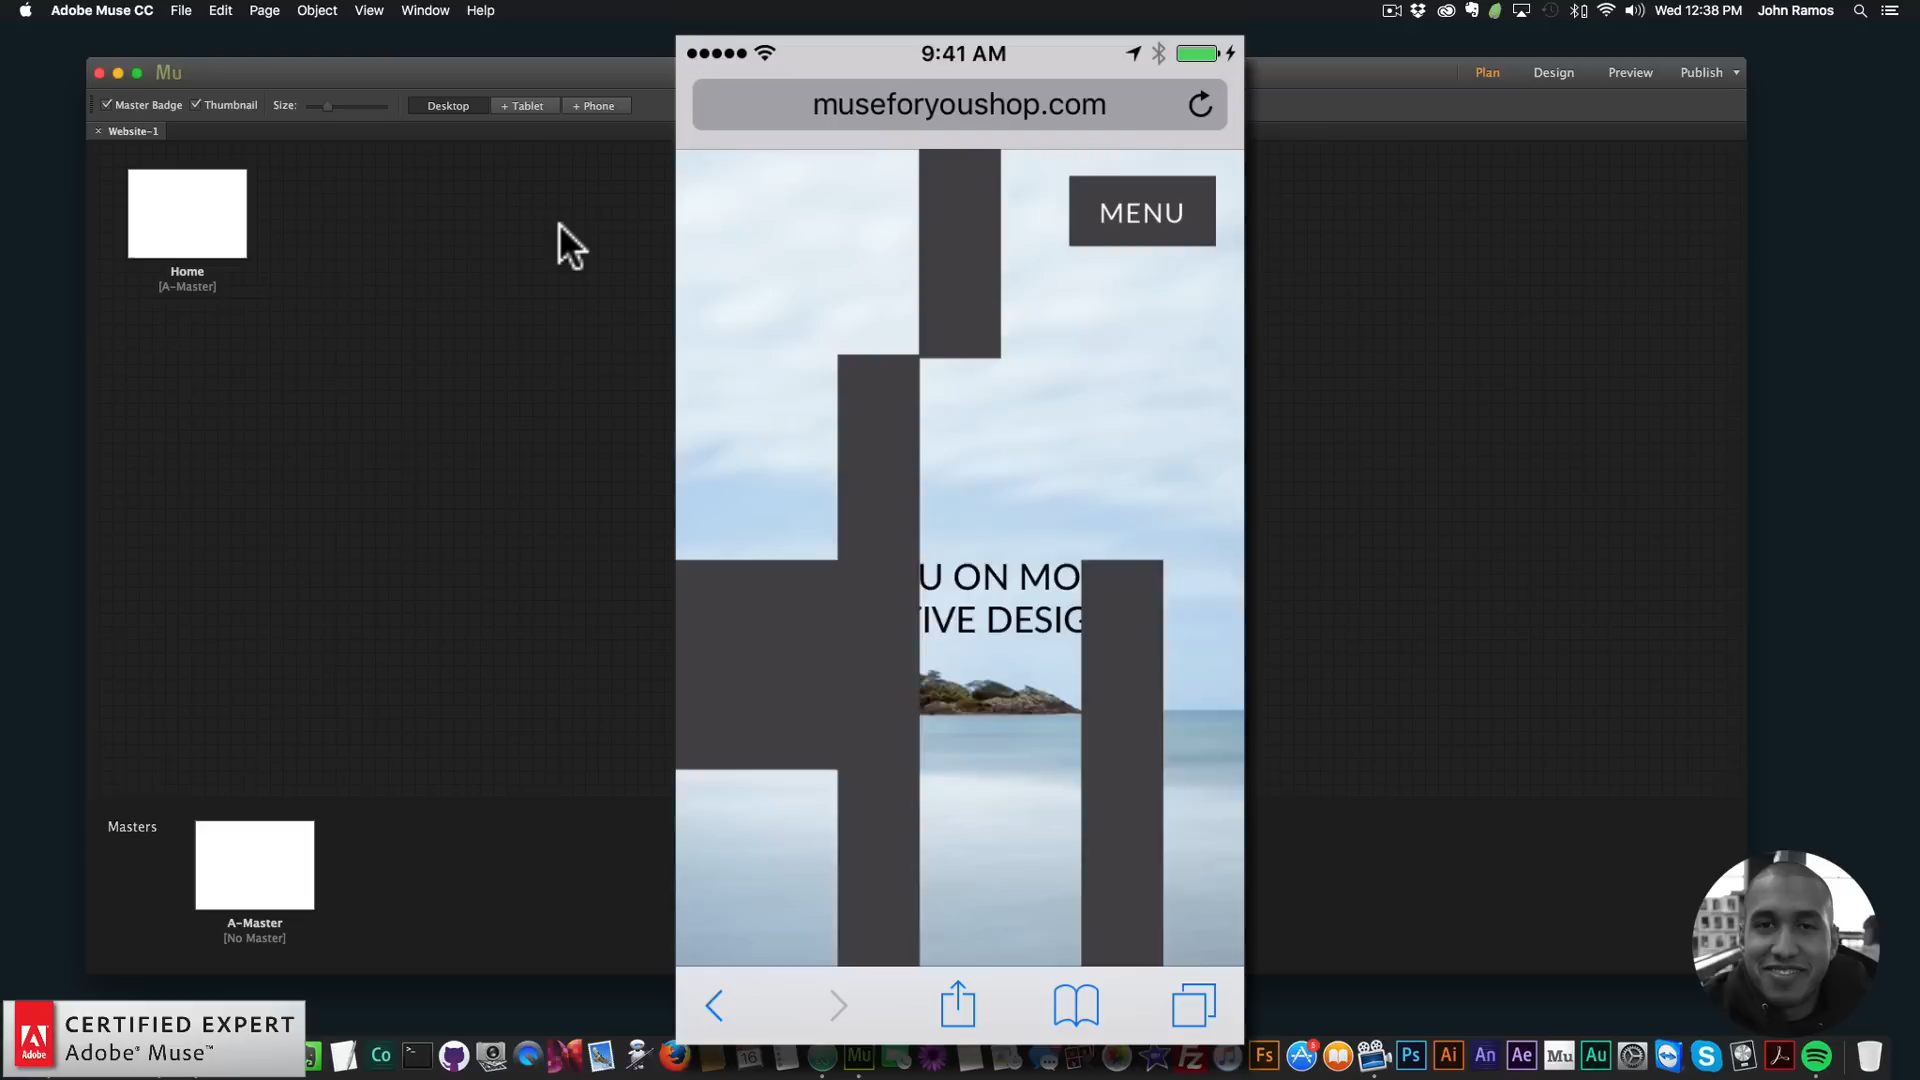 Adobe Muse CC File Edit Page Object View Window Help
Wed 12:38 PM John Ramos
Mu
Plan Design Preview Publish
Master Badge Thumbnail Size: Desktop + Tablet + Phone
× Website-1
9:41 AM
museforyoushop.com
MENU
Home
[A-Master]
U ON MO
IVE DESIG
Masters
A-Master
[No Master]
CERTIFIED EXPERT
Adobe® Muse™
Adobe
Co
16
Mu
Fz
Fs
5
Ps
Ai
An
Ae
Mu
Au